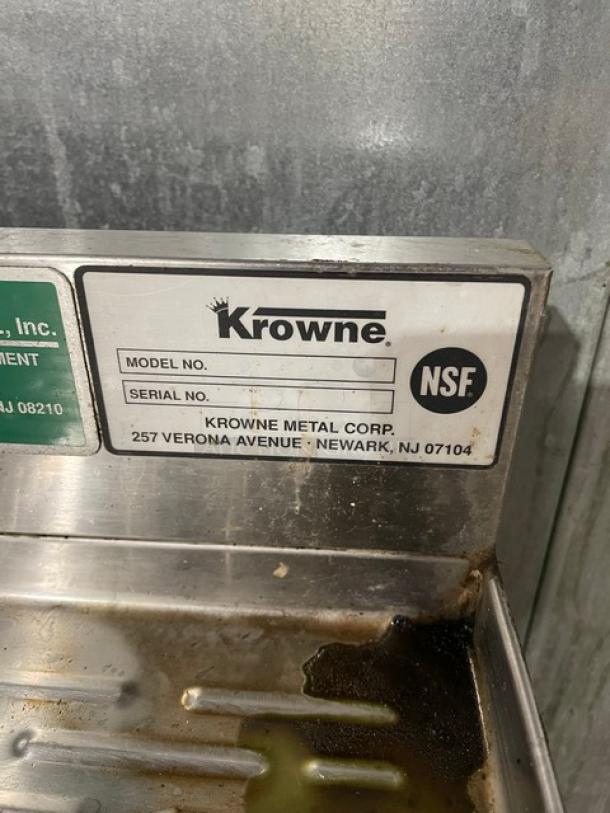 ., Inc.
MENT
NJ 08210
Krowne
MODEL NO.
SERIAL NO.
NSF
KROWNE METAL CORP.
257 VERONA AVENUE · NEWARK, NJ 07104